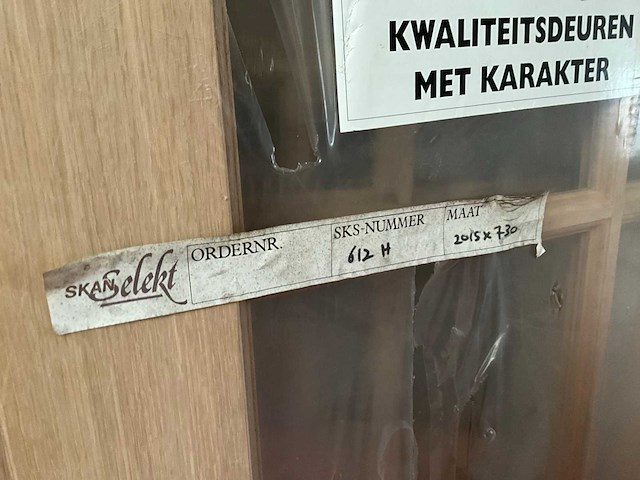 KWALITEITSDEUREN
MET KARAKTER
SKANSelekt
ORDERNR.
SKS-NUMMER
612 H
MAAT
2015 x 730